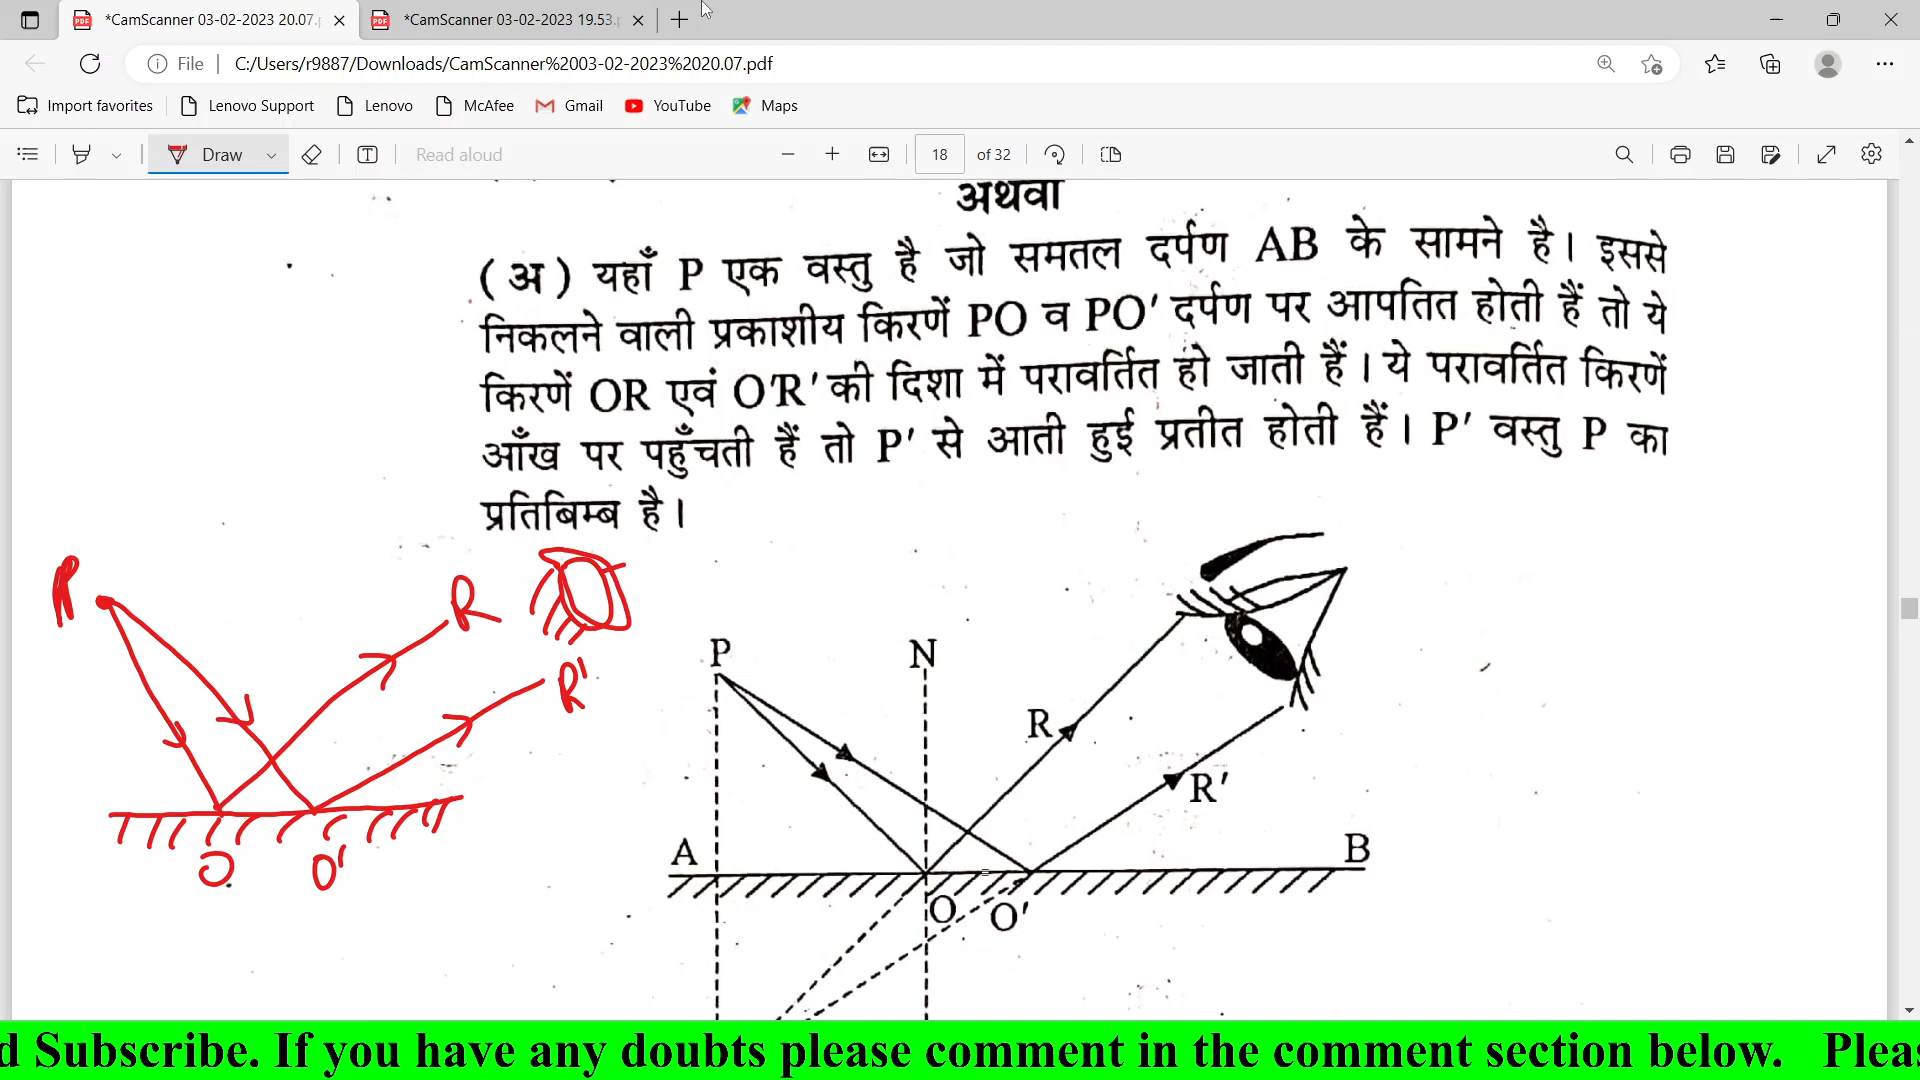 *CamScanner 03-02-2023 20.07.p
*CamScanner 03-02-2023 19.53.p
File
C:/Users/r9887/Downloads/CamScanner%2003-02-2023%2020.07.pdf
Import favorites
Lenovo Support
Lenovo
McAfee
Gmail
YouTube
Maps
Draw
Read aloud
18 of 32
अथवा
(अ) यहाँ P एक वस्तु है जो समतल दर्पण AB के सामने है। इससे
निकलने वाली प्रकाशीय किरणें PO व PO' दर्पण पर आपतित होती हैं तो ये
किरणें OR एवं O'R' की दिशा में परावर्तित हो जाती हैं। ये परावर्तित किरणें
आँख पर पहुँचती हैं तो P' से आती हुई प्रतीत होती हैं। P' वस्तु P का
प्रतिबिम्ब है।
P
R
R'
O
O'
P
N
R
R'
A
B
O
O'
d Subscribe. If you have any doubts please comment in the comment section below. Pleas